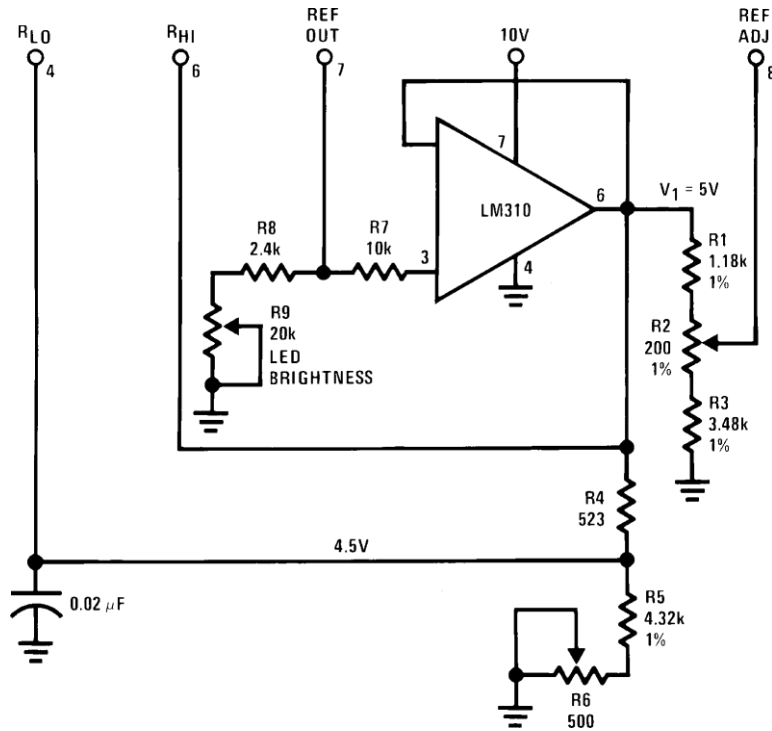 R_LO
4
R_HI
6
REF
OUT
7
10V
REF
ADJ
8
7
LM310
6
3
4
V₁ = 5V
R8
2.4k
R7
10k
R9
20k
LED
BRIGHTNESS
R1
1.18k
1%
R2
200
1%
R3
3.48k
1%
R4
523
4.5V
0.02 μF
R5
4.32k
1%
R6
500